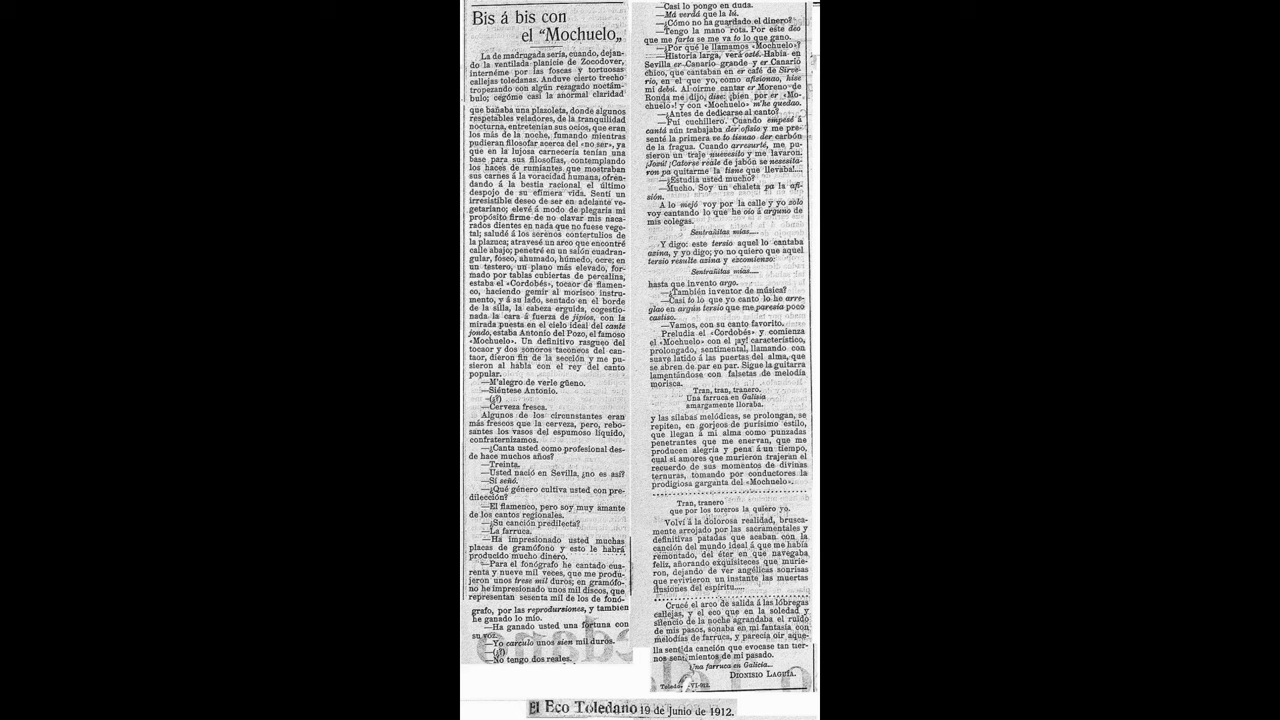 Bis á bis con
el "Mochuelo„
La de madrugada sería, cuando, dejan-
do la ventilada planicie de Zocodover,
internéme por las foscas y tortuosas
callejas toledanas. Anduve cierto trecho
tropezando con algún rezagado noctám-
bulo; cegóme casi la anormal claridad
que bañaba una plazoleta, donde algunos
respetables veladores, de la tranquilidad
nocturna, entretenían sus ocios, que eran
los más de la noche, fumando mientras
pudieran filosofar acerca del «no ser», ya
que en la lujosa carnecería tenían una
base para sus filosofías, contemplando
los haces de rumiantes que mostraban
sus carnes á la voracidad humana, ofren-
dando á la bestia racional el último
despojo de su efímera vida. Sentí un
irresistible deseo de ser en adelante ve-
getariano; elevé á modo de plegaria mi
propósito firme de no clavar mis naca-
rados dientes en nada que no fuese vege-
tal; saludé á los serenos contertulios de
la plazuca; atravesé un arco que encontré
calle abajo; penetré en un salón cuadran-
gular, fosco, ahumado, húmedo, ocre; en
un testero, un plano más elevado, for-
mado por tablas cubiertas de percalina,
estaba el «Cordobés», tocaor de flamen-
co, haciendo gemir al morisco instru-
mento, y á su lado, sentado en el borde
de la silla, la cabeza erguida, cogestio-
nada la cara á fuerza de jipíos, con la
mirada puesta en el cielo ideal del cante
jondo, estaba Antonio del Pozo, el famoso
«Mochuelo». Un definitivo rasgueo del
tocaor y dos sonoros taconeos del can-
taor, dieron fin de la sección y me pu-
sieron al habla con el rey del canto
popular.
—M'alegro de verle güeno.
—Siéntese Antonio.
—(¿?)
—Cerveza fresca.
Algunos de los circunstantes eran
más frescos que la cerveza, pero, rebo-
santes los vasos del espumoso líquido,
confraternizamos.
—¿Canta usted como profesional des-
de hace muchos años?
—Treinta.
—Usted nació en Sevilla, ¿no es así?
—Sí señó.
—¿Qué género cultiva usted con pre-
dilección?
—El flamenco, pero soy muy amante
de los cantos regionales.
—¿Su canción predilecta?
—La farruca.
—Ha impresionado usted muchas
placas de gramófono y esto le habrá
producido mucho dinero.
—Para el fonógrafo he cantado cua-
renta y nueve mil veces, que me produ-
jeron unos trese mil duros; en gramófo-
no he impresionado unos mil discos, que
representan sesenta mil de los de fonó-
grafo, por las reprodursiones, y también
he ganado lo mío.
—Ha ganado usted una fortuna con
su voz.
—Yo carculo unos sien mil duros.
—(¿?)
—No tengo dos reales.
—Casi lo pongo en duda.
—Má verdá que la lú.
—¿Cómo no ha guardado el dinero?
—Tengo la mano rota. Por este deo
que me farta se me va to lo que gano.
—¿Por qué le llamamos «Mochuelo»?
—Historia larga, verá osté. Había en
Sevilla er Canario grande y er Canario
chico, que cantaban en er café de Sirve-
rio, en el que yo, como afisionao, hise
mi debú. Al oirme cantar er Moreno de
Ronda me dijo, dise: ¡bien por er «Mo-
chuelo»! y con «Mochuelo» m'he quedao.
—¿Antes de dedicarse al canto?
—Fuí cuchillero. Cuando empesé á
cantá aún trabajaba der ofisio y me pre-
senté la primera ve to tisnao der carbón
de la fragua. Cuando arresurté, me pu-
sieron un traje nuevesito y me lavaron.
¡Josú! ¡Catorse reale de jabón se necesita-
ron pa quitarme la tisne que llevaba!...
—¿Estudia usted mucho?
—Mucho. Soy un chaleta pa la afi-
sión.
A lo mejó voy por la calle y yo solo
voy cantando lo que he oío á arguno de
mis colegas.
Sentrañitas mías.....
Y digo: este tersio aquel lo cantaba
azina, y yo digo; yo no quiero que aquel
tersio resulte azina y escomienzo:
Sentrañitas mías.....
hasta que invento argo.
—¿También inventor de música?
—Casi to lo que yo canto lo he arre-
glao en argún tersio que me paresía poco
castiso.
—Vamos, con su canto favorito.
Preludia el «Cordobés» y comienza
el «Mochuelo» con el ¡ay! característico,
prolongado, sentimental, llamando con
suave latido á las puertas del alma, que
se abren de par en par. Sigue la guitarra
lamentándose con falsetas de melodía
morisca.
Tran, tran, tranero.
Una farruca en Galisia
amargamente lloraba.
y las sílabas melódicas, se prolongan, se
repiten, en gorjeos de purísimo estilo,
que llegan á mi alma como punzadas
penetrantes que me enervan, que me
producen alegría y pena á un tiempo,
cual si amores que murieron trajeran el
recuerdo de sus momentos de divinas
ternuras, tomando por conductores la
prodigiosa garganta del «Mochuelo».
Tran, tranero
que por los toreros la quiero yo.
Volví á la dolorosa realidad, brusca-
mente arrojado por las sacramentales y
definitivas patadas que acaban con la
canción del mundo ideal á que me había
remontado, del éter en que navegaba
feliz, añorando exquisiteces que murie-
ron, dejando de ver angélicas sonrisas
que revivieron un instante las muertas
ilusiones del espíritu.....
Crucé el arco de salida á las lóbregas
callejas, y el eco que en la soledad y
silencio de la noche agrandaba el ruido
de mis pasos, sonaba en mi fantasía con
melodías de farruca, y parecía oir aque-
lla sentida canción que evocase tan tier-
nos sentimientos de mi pasado.
Una farruca en Galicia...
DIONISIO LAGUÍA.
Toledo -VI-912.
El Eco Toledano 19 de Junio de 1912.